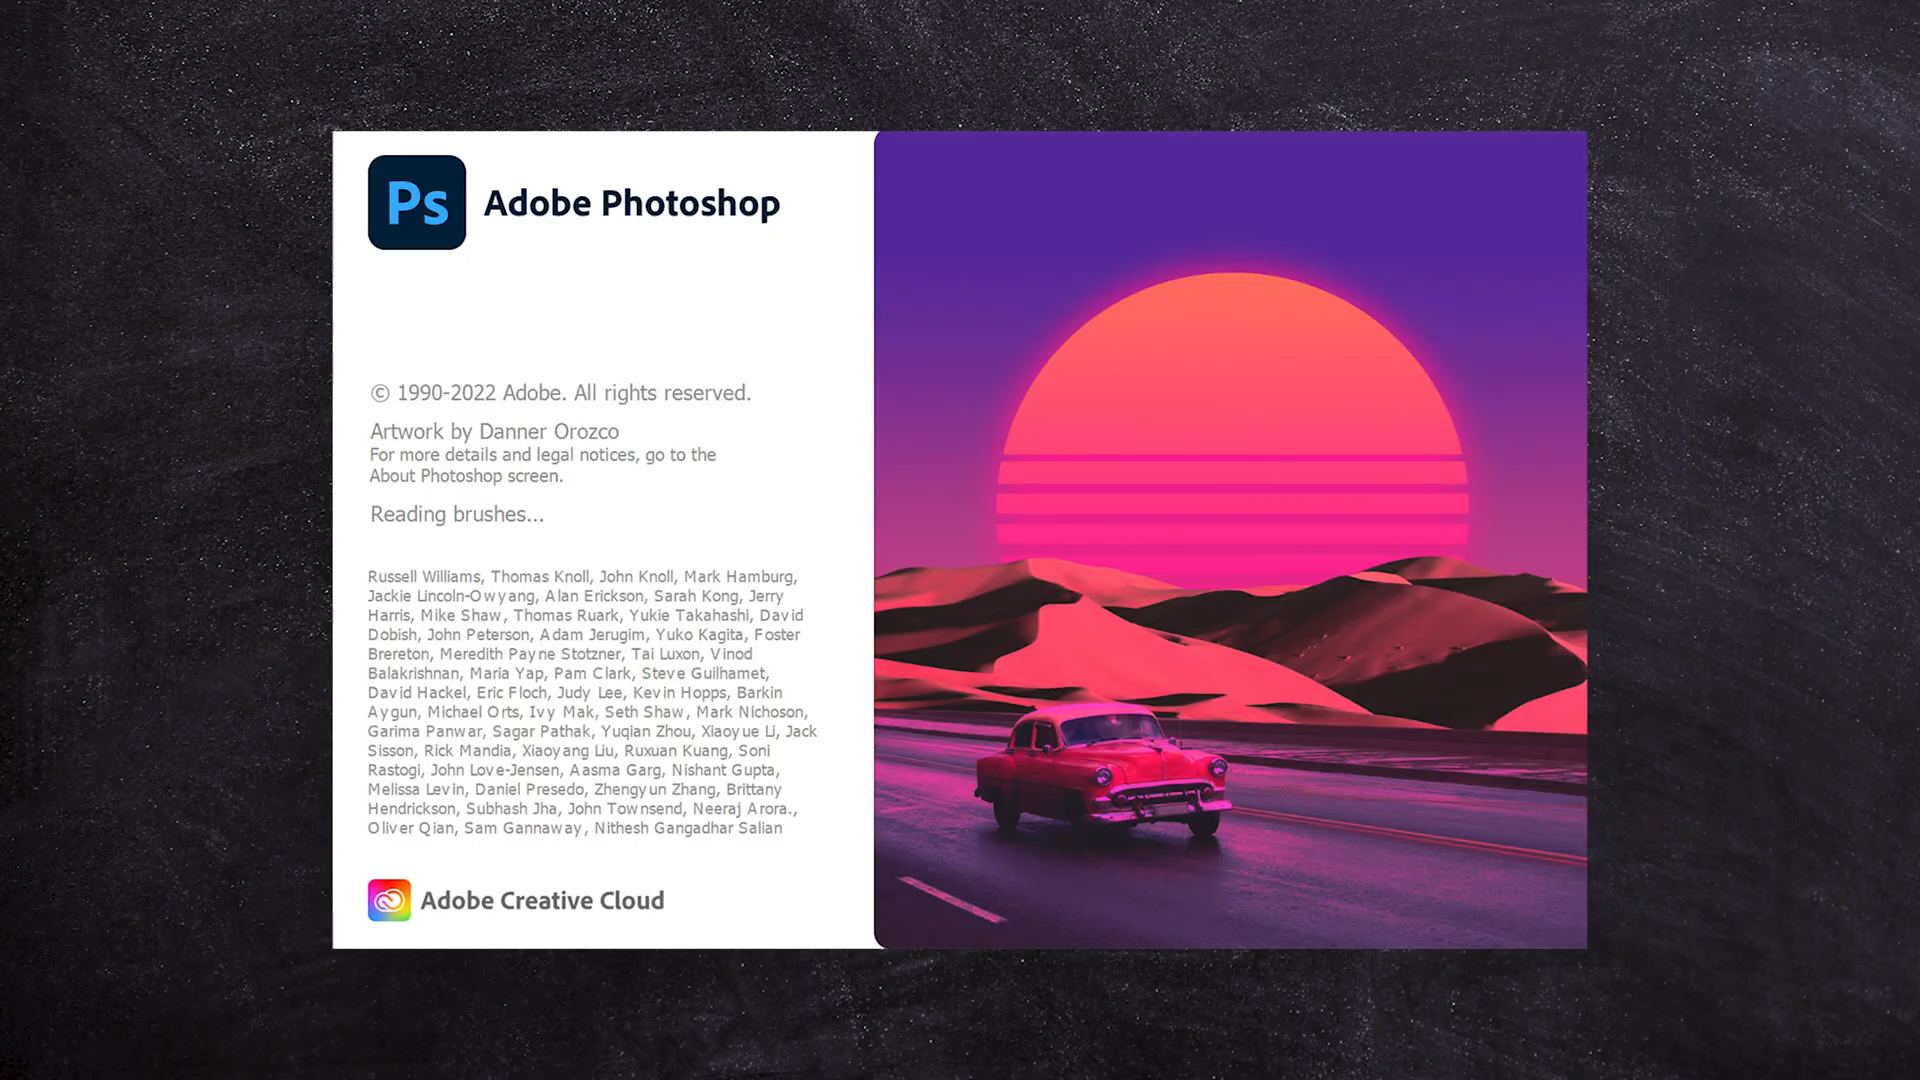 Ps Adobe Photoshop
© 1990-2022 Adobe. All rights reserved.
Artwork by Danner Orozco
For more details and legal notices, go to the
About Photoshop screen.
Reading brushes...
Russell Williams, Thomas Knoll, John Knoll, Mark Hamburg,
Jackie Lincoln-Owyang, Alan Erickson, Sarah Kong, Jerry
Harris, Mike Shaw, Thomas Ruark, Yukie Takahashi, David
Dobish, John Peterson, Adam Jerugim, Yuko Kagita, Foster
Brereton, Meredith Payne Stotzner, Tai Luxon, Vinod
Balakrishnan, Maria Yap, Pam Clark, Steve Guilhamet,
David Hackel, Eric Floch, Judy Lee, Kevin Hopps, Barkin
Aygun, Michael Orts, Ivy Mak, Seth Shaw, Mark Nichoson,
Garima Panwar, Sagar Pathak, Yuqian Zhou, Xiaoyue Li, Jack
Sisson, Rick Mandia, Xiaoyang Liu, Ruxuan Kuang, Soni
Rastogi, John Love-Jensen, Aasma Garg, Nishant Gupta,
Melissa Levin, Daniel Presedo, Zhengyun Zhang, Brittany
Hendrickson, Subhash Jha, John Townsend, Neeraj Arora.,
Oliver Qian, Sam Gannaway, Nithesh Gangadhar Salian
Adobe Creative Cloud